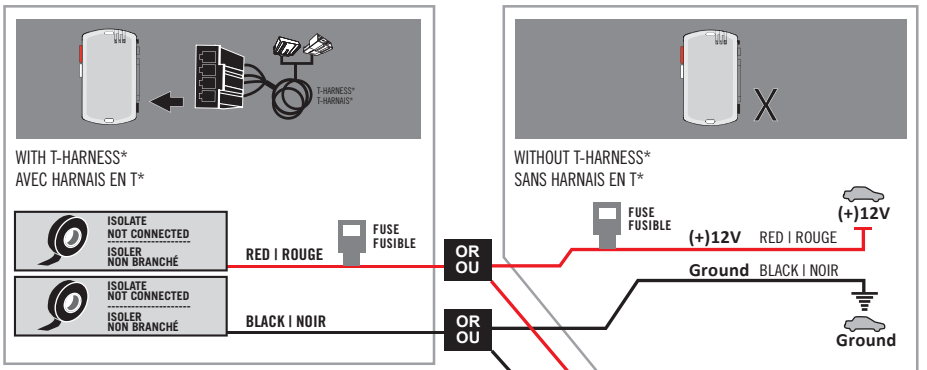 T-HARNESS*
T-HARNAIS*
WITH T-HARNESS*
AVEC HARNAIS EN T*
ISOLATE
NOT CONNECTED
ISOLER
NON BRANCHÉ
RED | ROUGE
FUSE
FUSIBLE
OR
OU
ISOLATE
NOT CONNECTED
ISOLER
NON BRANCHÉ
BLACK | NOIR
OR
OU
X
WITHOUT T-HARNESS*
SANS HARNAIS EN T*
FUSE
FUSIBLE
(+)12V
(+)12V RED | ROUGE
Ground BLACK | NOIR
Ground